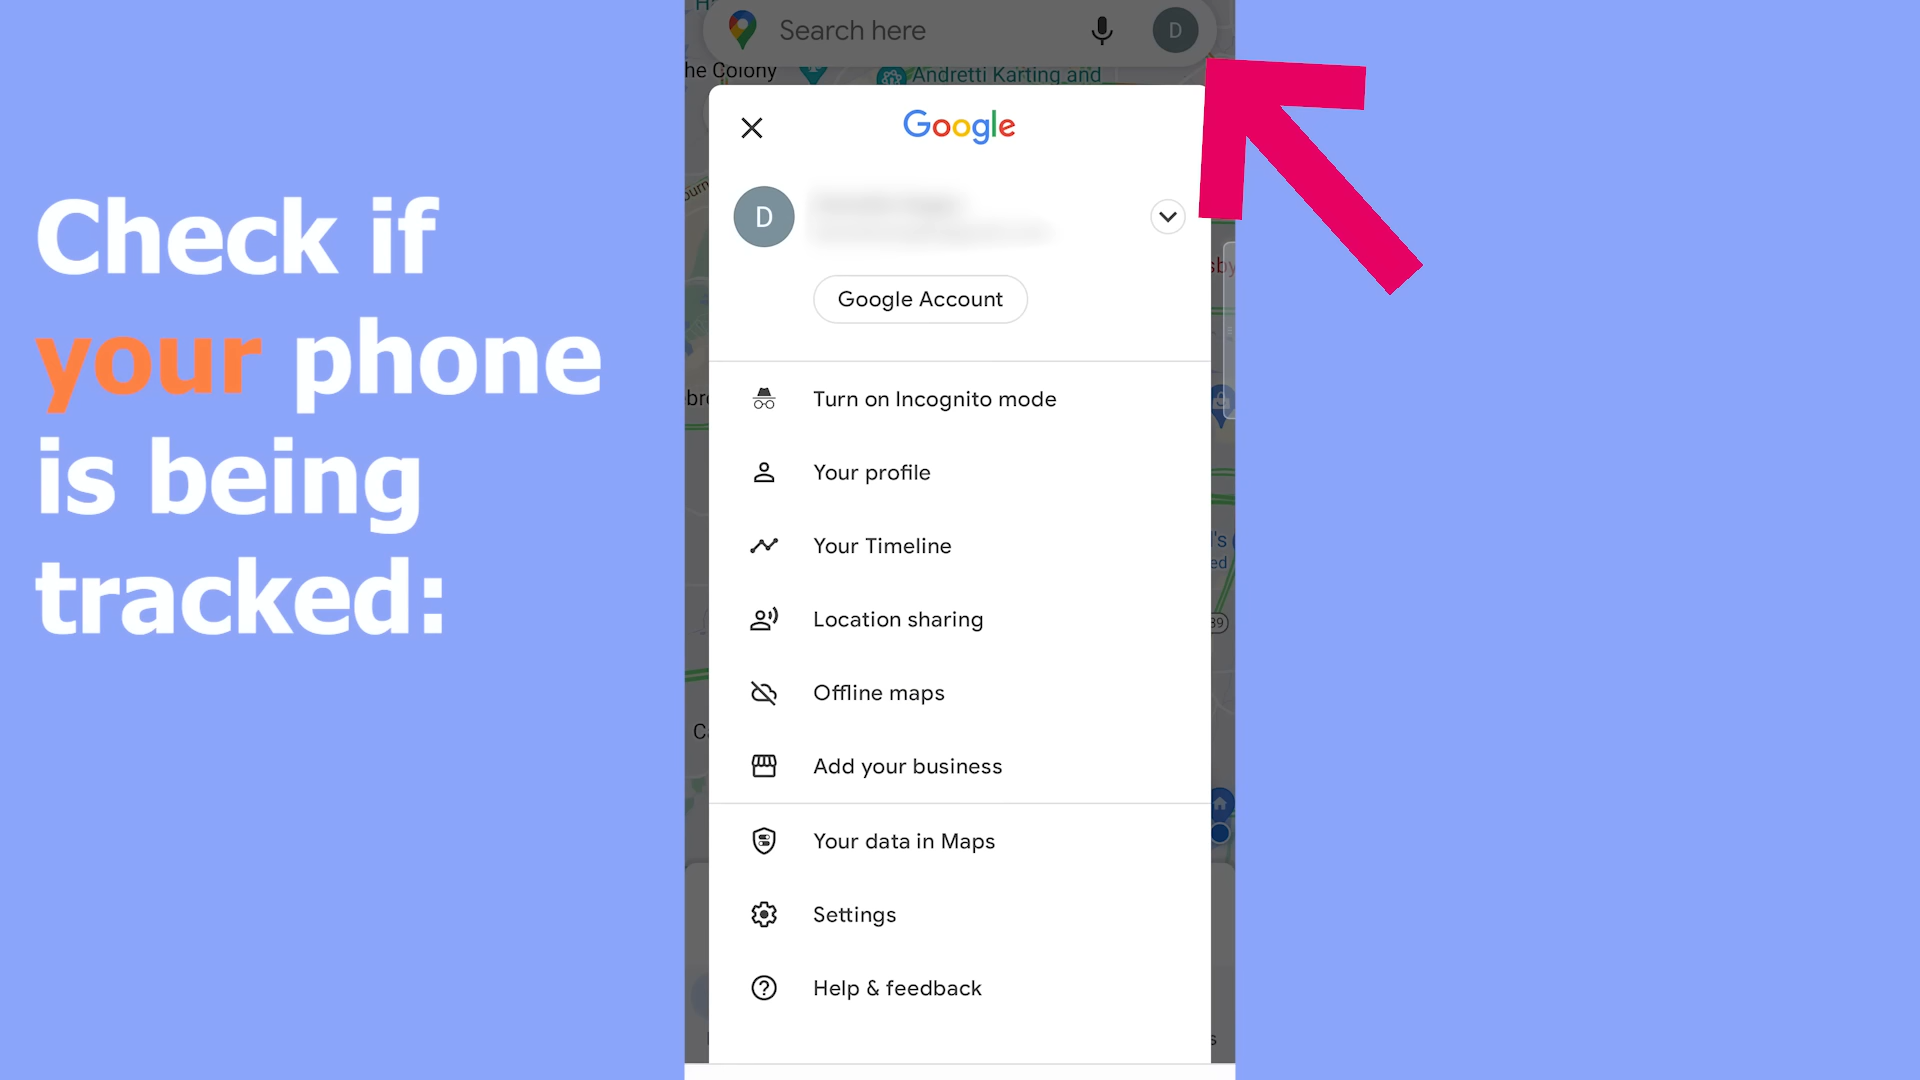 Check if
your phone
is being
tracked:
Search here
D
he Colony
Andretti Karting and
Google
D
Google Account
Turn on Incognito mode
Your profile
Your Timeline
Location sharing
Offline maps
Add your business
Your data in Maps
Settings
Help & feedback